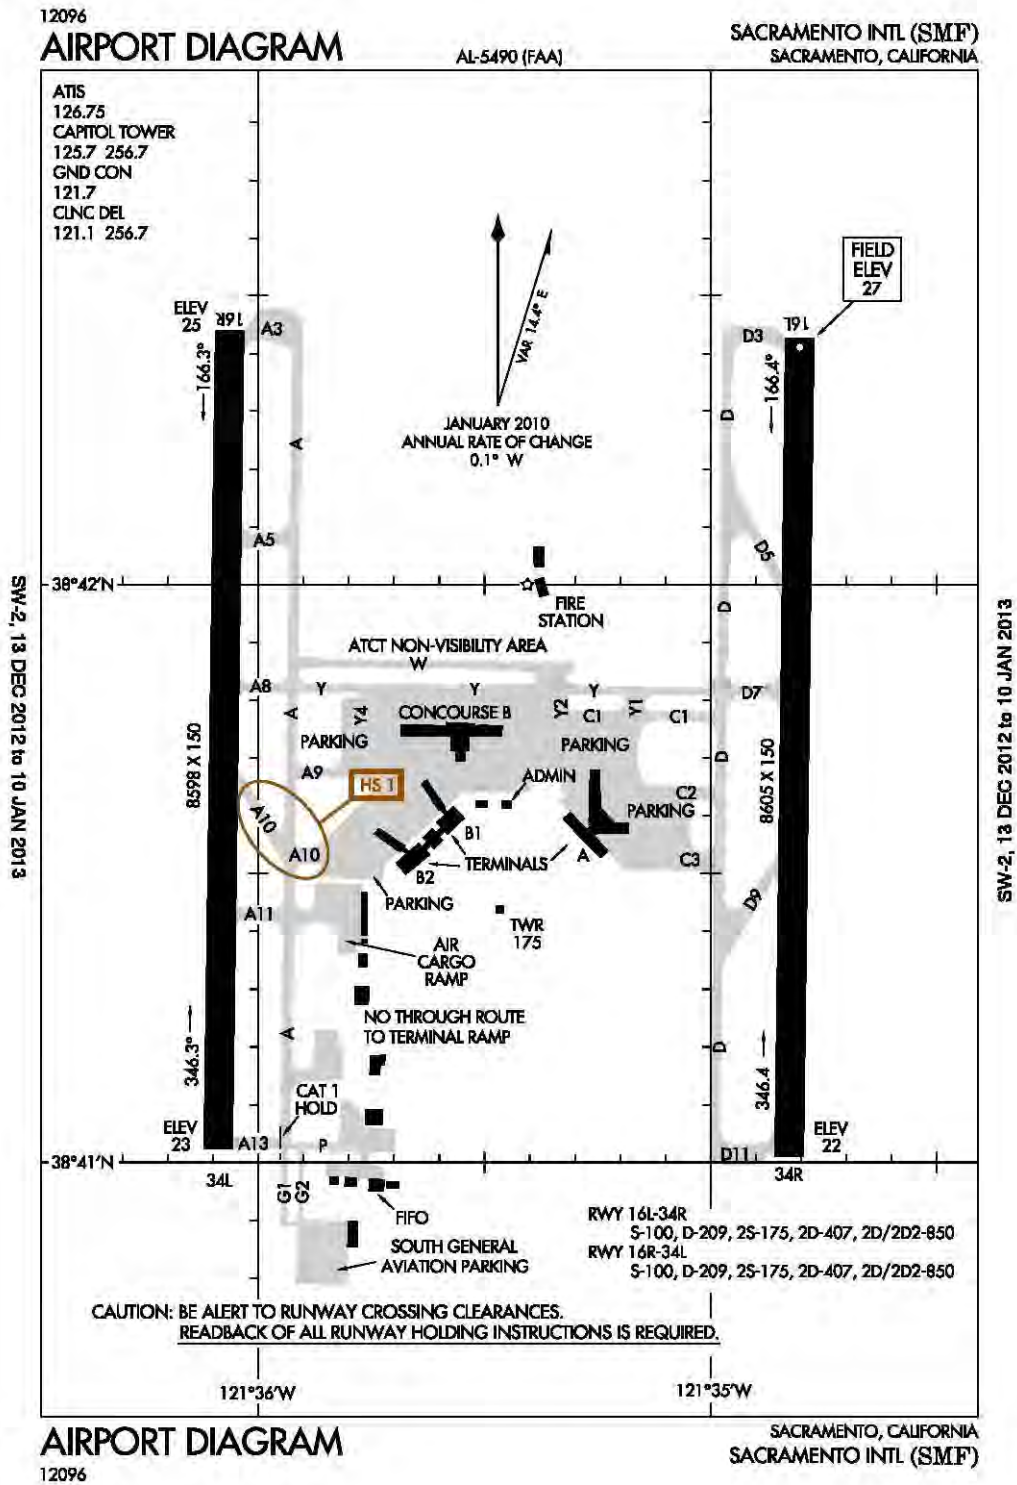 12096
AIRPORT DIAGRAM
AL-5490 (FAA)
SACRAMENTO INTL (SMF)
SACRAMENTO, CALIFORNIA
ATIS
126.75
CAPITOL TOWER
125.7 256.7
GND CON
121.7
CLNC DEL
121.1 256.7
VAR 14.4° E
JANUARY 2010
ANNUAL RATE OF CHANGE
0.1° W
FIELD
ELEV
27
ELEV
25
16R
A3
166.3°
A
A5
D3
16L
166.4°
D
D5
38°42'N
FIRE
STATION
D
ATCT NON-VISIBILITY AREA
W
A8
Y
Y
Y
D7
A
Y4
CONCOURSE B
Y2
C1
Y1
C1
PARKING
PARKING
D
8598 X 150
8605 X 150
A9
HS 1
ADMIN
C2
PARKING
A10
A10
B1
TERMINALS
A
C3
B2
PARKING
D9
A11
TWR
175
AIR
CARGO
RAMP
NO THROUGH ROUTE
TO TERMINAL RAMP
A
D
346.3°
346.4
CAT 1
HOLD
ELEV
23
A13
P
ELEV
22
D11
38°41'N
34L
34R
G1
G2
FIFO
SOUTH GENERAL
AVIATION PARKING
RWY 16L-34R
S-100, D-209, 2S-175, 2D-407, 2D/2D2-850
RWY 16R-34L
S-100, D-209, 2S-175, 2D-407, 2D/2D2-850
CAUTION: BE ALERT TO RUNWAY CROSSING CLEARANCES.
READBACK OF ALL RUNWAY HOLDING INSTRUCTIONS IS REQUIRED.
121°36'W
121°35'W
SW-2, 13 DEC 2012 to 10 JAN 2013
SW-2, 13 DEC 2012 to 10 JAN 2013
AIRPORT DIAGRAM
12096
SACRAMENTO, CALIFORNIA
SACRAMENTO INTL (SMF)